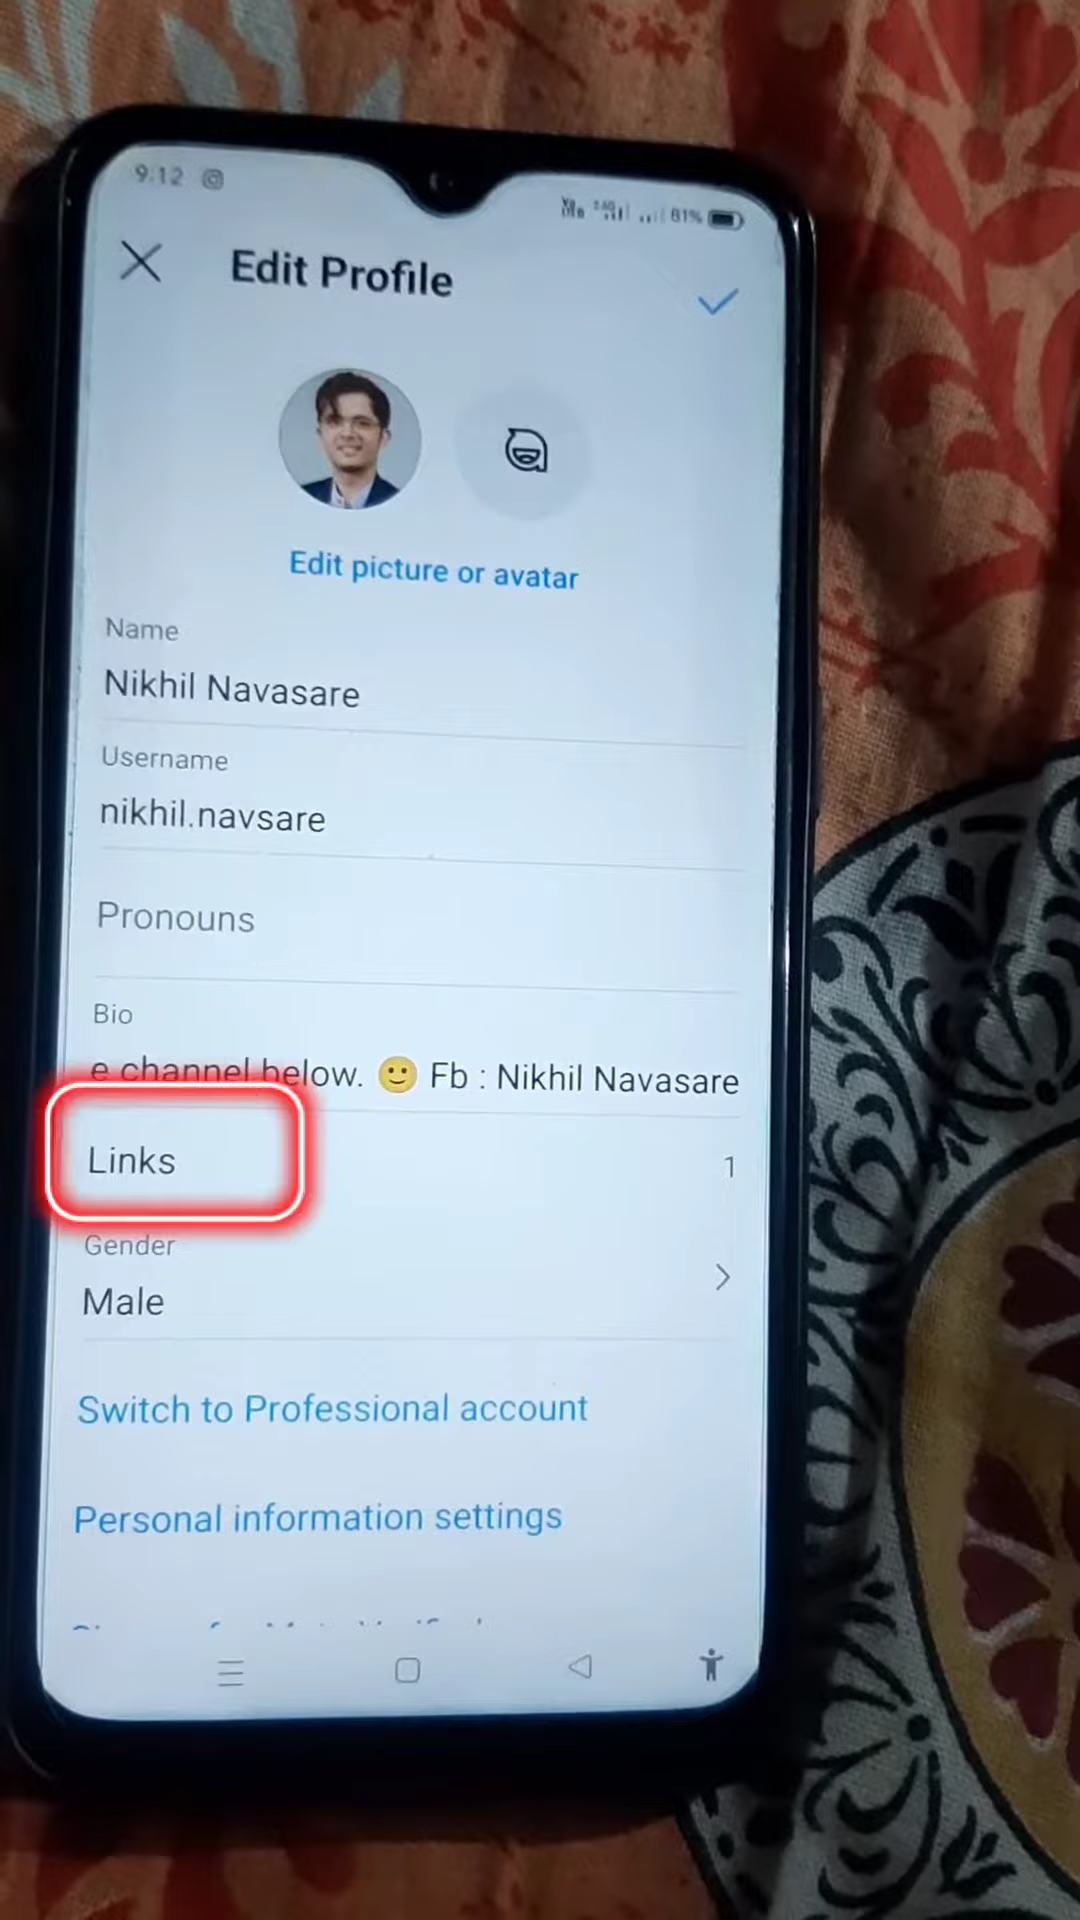 9:12
81%
Edit Profile
Edit picture or avatar
Name
Nikhil Navasare
Username
nikhil.navsare
Pronouns
Bio
e channel below. 🙂 Fb : Nikhil Navasare
Links
1
Gender
Male
Switch to Professional account
Personal information settings